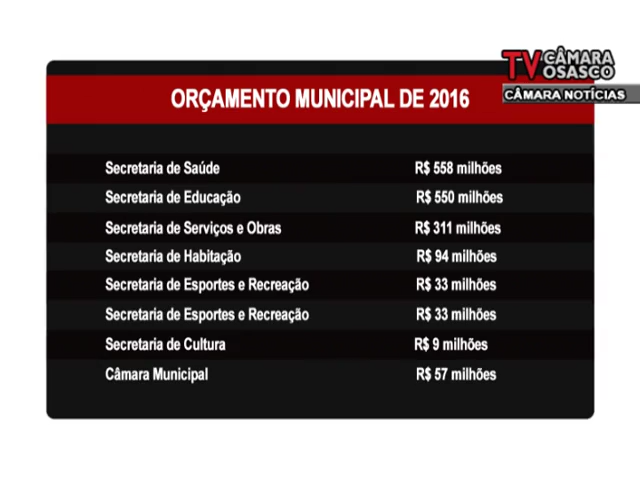 TV CÂMARA
OSASCO
CÂMARA NOTÍCIAS
ORÇAMENTO MUNICIPAL DE 2016
Secretaria de Saúde R$ 558 milhões
Secretaria de Educação R$ 550 milhões
Secretaria de Serviços e Obras R$ 311 milhões
Secretaria de Habitação R$ 94 milhões
Secretaria de Esportes e Recreação R$ 33 milhões
Secretaria de Esportes e Recreação R$ 33 milhões
Secretaria de Cultura R$ 9 milhões
Câmara Municipal R$ 57 milhões